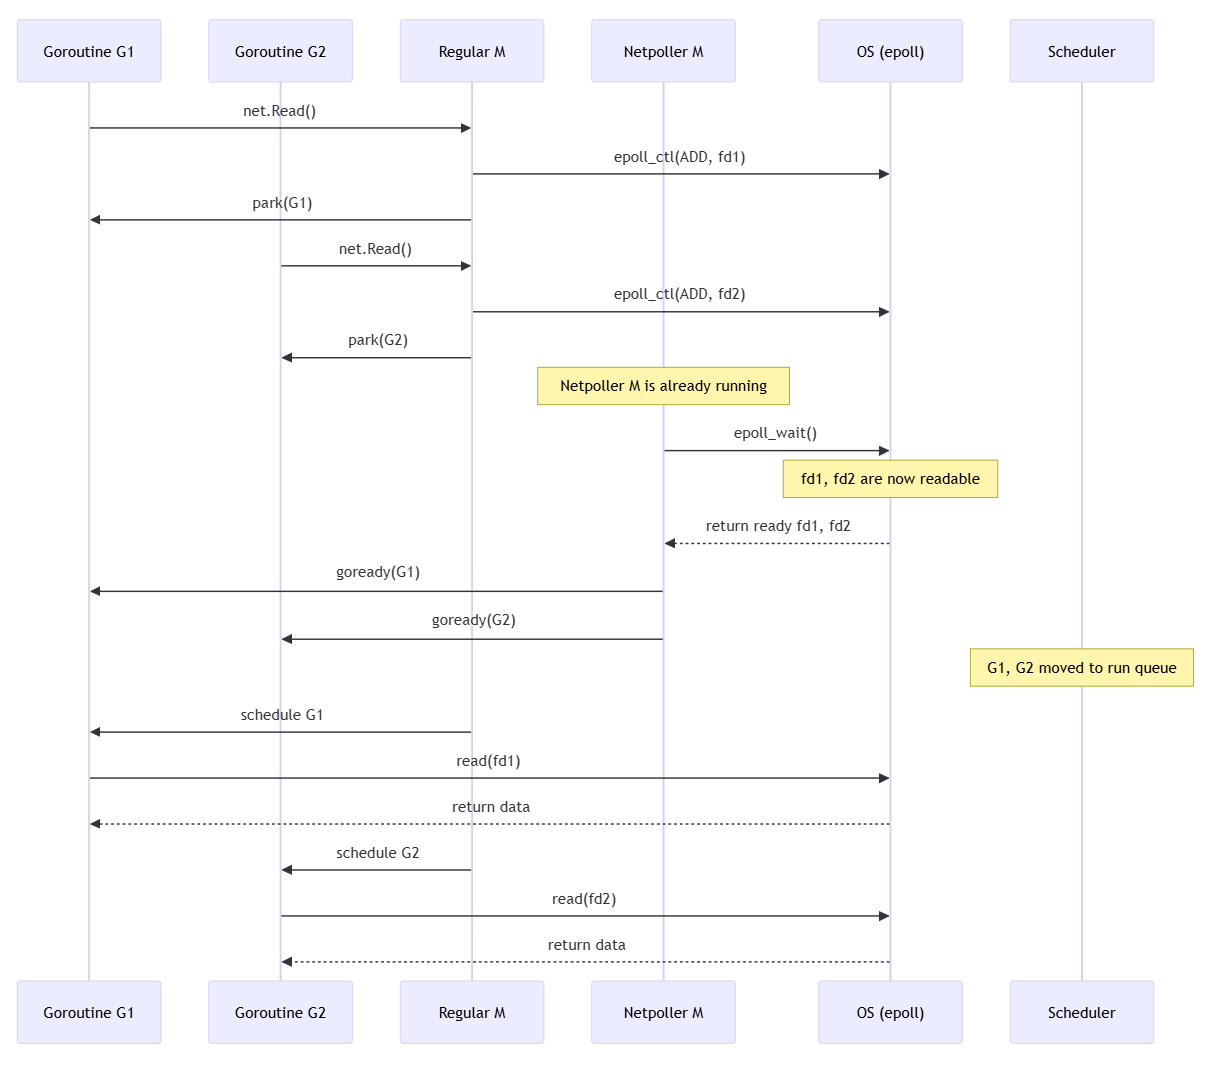 Goroutine G1
Goroutine G2
Regular M
Netpoller M
OS (epoll)
Scheduler
net.Read()
epoll_ctl(ADD, fd1)
park(G1)
net.Read()
epoll_ctl(ADD, fd2)
park(G2)
Netpoller M is already running
epoll_wait()
fd1, fd2 are now readable
return ready fd1, fd2
goready(G1)
goready(G2)
G1, G2 moved to run queue
schedule G1
read(fd1)
return data
schedule G2
read(fd2)
return data
Goroutine G1
Goroutine G2
Regular M
Netpoller M
OS (epoll)
Scheduler